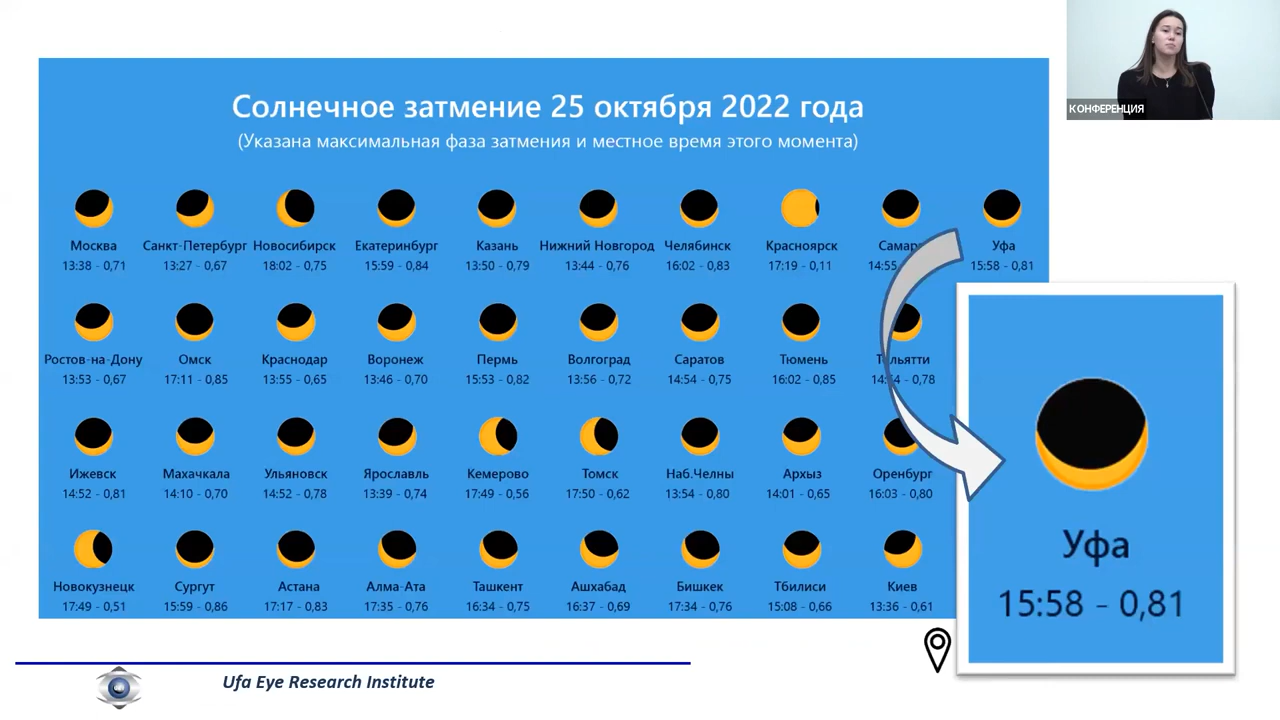 КОНФЕРЕНЦИЯ
Солнечное затмение 25 октября 2022 года
(Указана максимальная фаза затмения и местное время этого момента)
Москва Санкт-Петербург Новосибирск Екатеринбург Казань Нижний Новгород Челябинск Красноярск Уфа
13:38 - 0,71 13:27 - 0,67 18:02 - 0,75 15:59 - 0,84 13:50 - 0,79 13:44 - 0,76 16:02 - 0,83 17:19 - 0,11 14:55 15:58 - 0,81
Ростов-на-Дону Омск Краснодар Воронеж Пермь Волгоград Саратов Тюмень Тольятти
13:53 - 0,67 17:11 - 0,85 13:55 - 0,65 13:46 - 0,70 15:53 - 0,82 13:56 - 0,72 14:54 - 0,75 16:02 - 0,85 14:54 - 0,78
Ижевск Махачкала Ульяновск Ярославль Кемерово Томск Наб.Челны Архыз Оренбург
14:52 - 0,81 14:10 - 0,70 14:52 - 0,78 13:39 - 0,74 17:49 - 0,56 17:50 - 0,62 13:54 - 0,80 14:01 - 0,65 16:03 - 0,80
Новокузнецк Сургут Астана Алма-Ата Ташкент Ашхабад Бишкек Тбилиси Киев
17:49 - 0,51 15:59 - 0,86 17:17 - 0,83 17:35 - 0,76 16:34 - 0,75 16:37 - 0,69 17:34 - 0,76 15:08 - 0,66 13:36 - 0,61
Уфа
15:58 - 0,81
Ufa Eye Research Institute